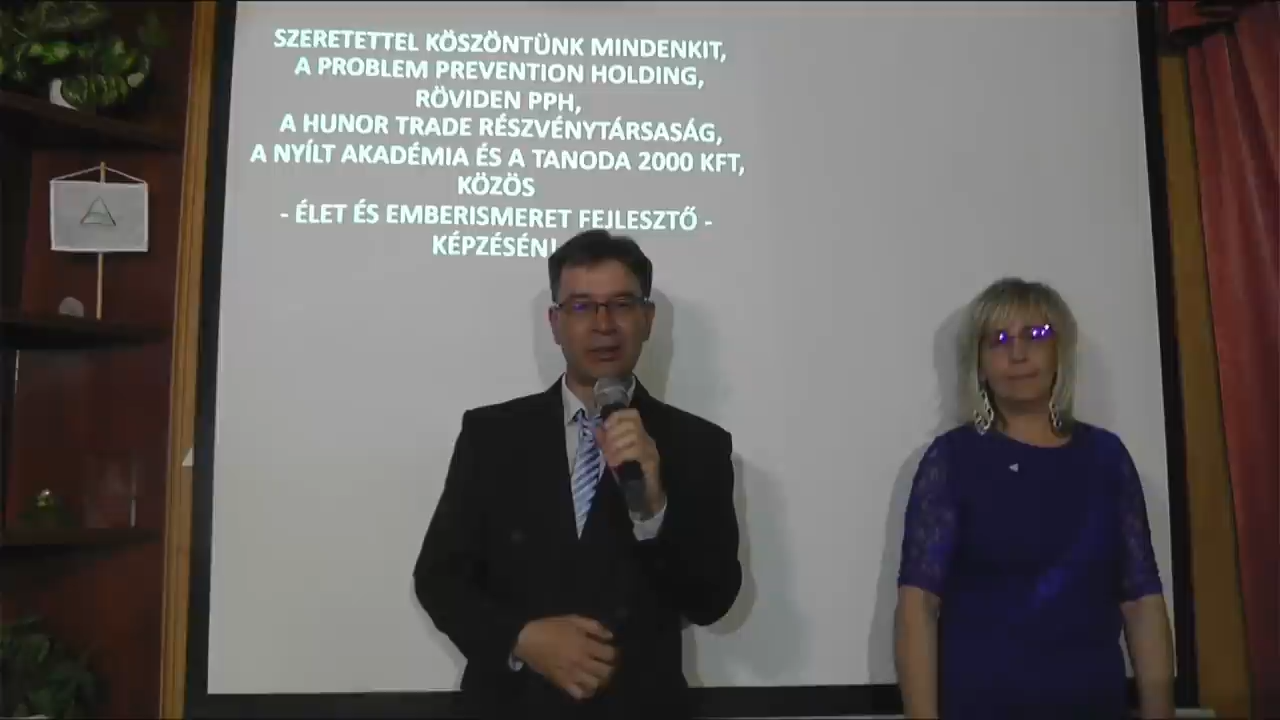 SZERETETTEL KÖSZÖNTÜNK MINDENKIT,
A PROBLEM PREVENTION HOLDING,
RÖVIDEN PPH,
A HUNOR TRADE RÉSZVÉNYTÁRSASÁG,
A NYÍLT AKADÉMIA ÉS A TANODA 2000 KFT,
KÖZÖS
- ÉLET ÉS EMBERISMERET FEJLESZTŐ -
KÉPZÉSÉN!